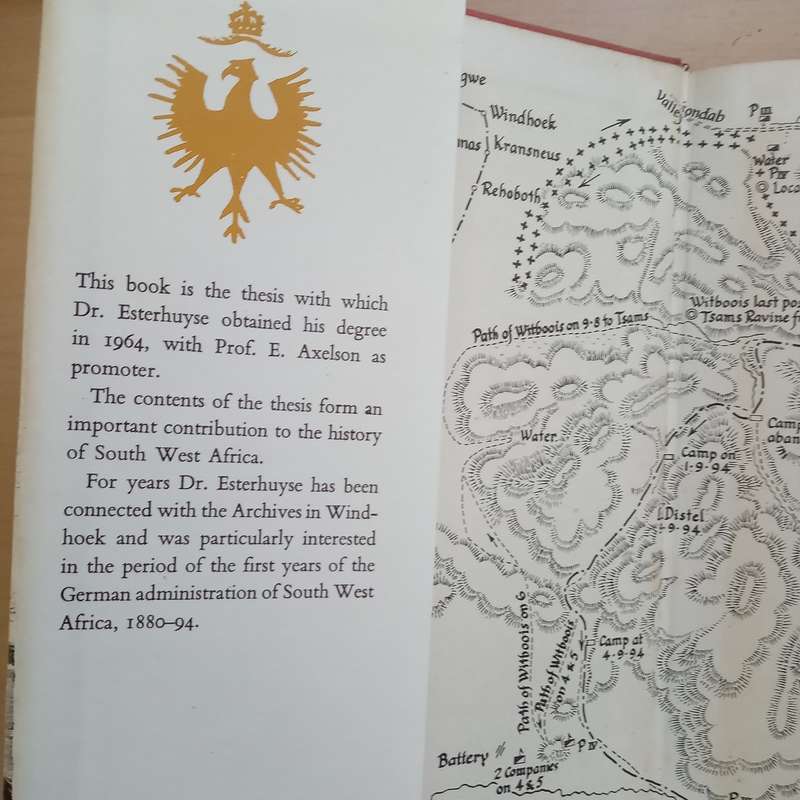 This book is the thesis with which
Dr. Esterhuyse obtained his degree
in 1964, with Prof. E. Axelson as
promoter.
The contents of the thesis form an
important contribution to the history
of South West Africa.
For years Dr. Esterhuyse has been
connected with the Archives in Wind-
hoek and was particularly interested
in the period of the first years of the
German administration of South West
Africa, 1880–94.
Windhoek
Kransneus
Rehoboth
Water
Witboois last
Tsams Ravine
Path of Witboois on 9·8 to Tsams
Water
Camp on
1·9·94
Distel
Camp at
4·9·94
Path of Witboois on 6
Path of Witboois
on 4 & 5
P IV
Battery
2 Companies
on 4 & 5